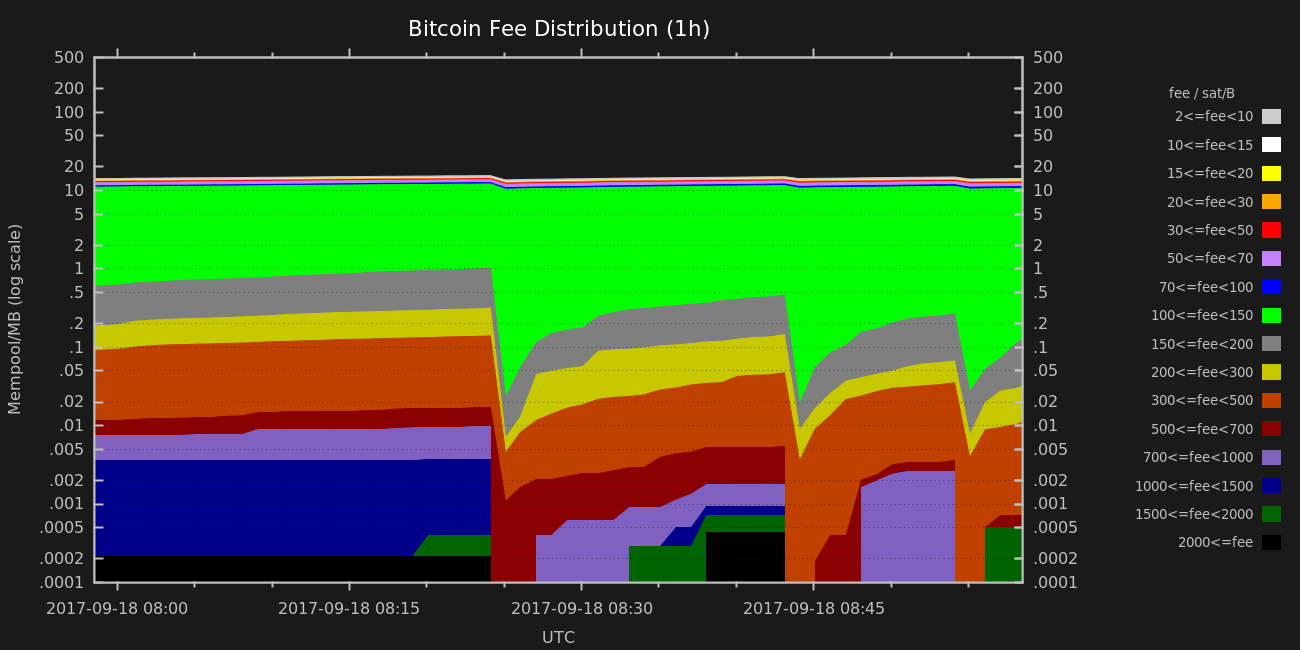 Bitcoin Fee Distribution (1h)
500
200
100
50
20
10
5
2
1
.5
.2
.1
.05
.02
.01
.005
.002
.001
.0005
.0002
.0001
Mempool/MB (log scale)
500
200
100
50
20
10
5
2
1
.5
.2
.1
.05
.02
.01
.005
.002
.001
.0005
.0002
.0001
2017-09-18 08:00
2017-09-18 08:15
2017-09-18 08:30
2017-09-18 08:45
UTC
fee / sat/B
2<=fee<10
10<=fee<15
15<=fee<20
20<=fee<30
30<=fee<50
50<=fee<70
70<=fee<100
100<=fee<150
150<=fee<200
200<=fee<300
300<=fee<500
500<=fee<700
700<=fee<1000
1000<=fee<1500
1500<=fee<2000
2000<=fee